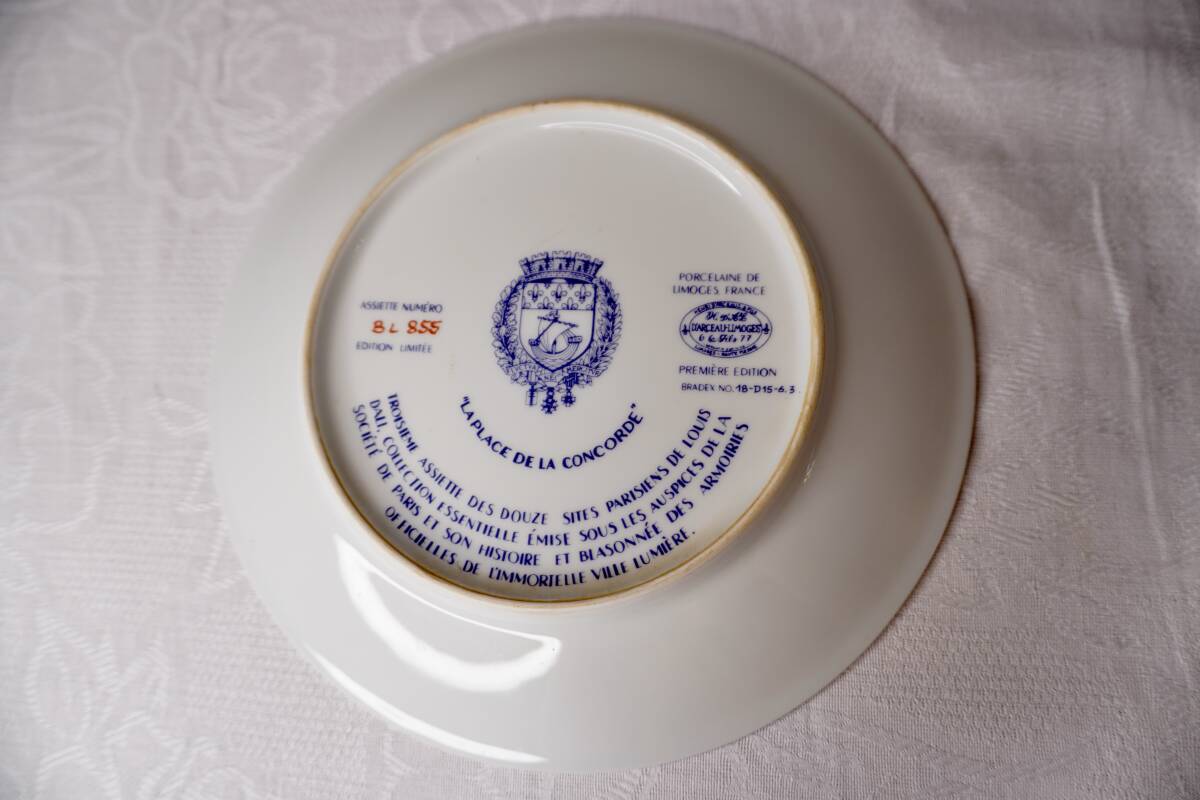 ASSIETTE NUMÉRO
BL 855
EDITION LIMITÉE
PORCELAINE DE
LIMOGES FRANCE
D'ARCEAU-LIMOGES
PREMIÈRE EDITION
BRADEX NO. 18-D15-6.3.
"LA PLACE DE LA CONCORDE"
TROISIEME ASSIETTE DES DOUZE SITES PARISIENS DE LOUIS
DALI, COLLECTION ESSENTIELLE ÉMISE SOUS LES AUSPICES DE LA
SOCIÉTÉ DE PARIS ET SON HISTOIRE ET BLASONNÉE DES ARMOIRIES
OFFICIELLES DE L'IMMORTELLE VILLE LUMIÈRE.